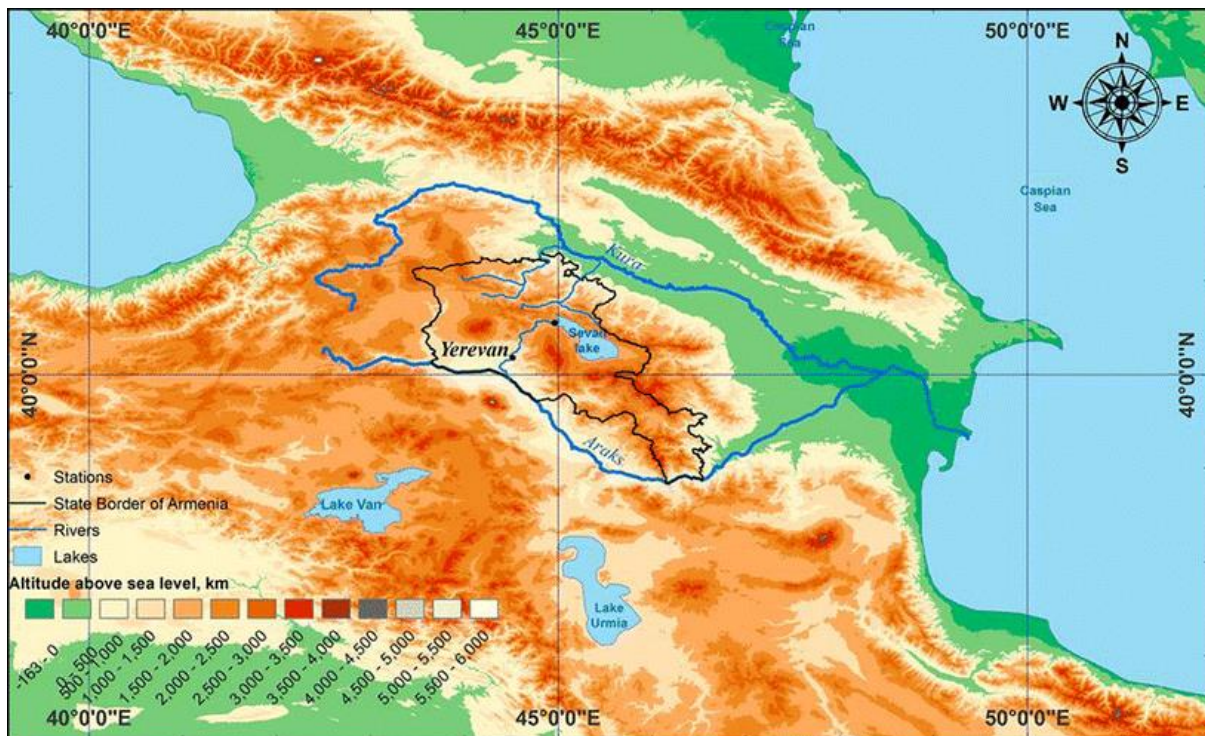 40°0'0"E
45°0'0"E
50°0'0"E
Caspian
Sea
N
W
E
S
Caspian
Sea
Kura
Sevan
lake
Yerevan
40°0'0"N
40°0'0"N
Araks
Stations
State Border of Armenia
Rivers
Lakes
Lake Van
Lake
Urmia
Altitude above sea level, km
-163 - 0
0 - 500
500 - 1,000
1,000 - 1,500
1,500 - 2,000
2,000 - 2,500
2,500 - 3,000
3,000 - 3,500
3,500 - 4,000
4,000 - 4,500
4,500 - 5,000
5,000 - 5,500
5,500 - 6,000
40°0'0"E
45°0'0"E
50°0'0"E